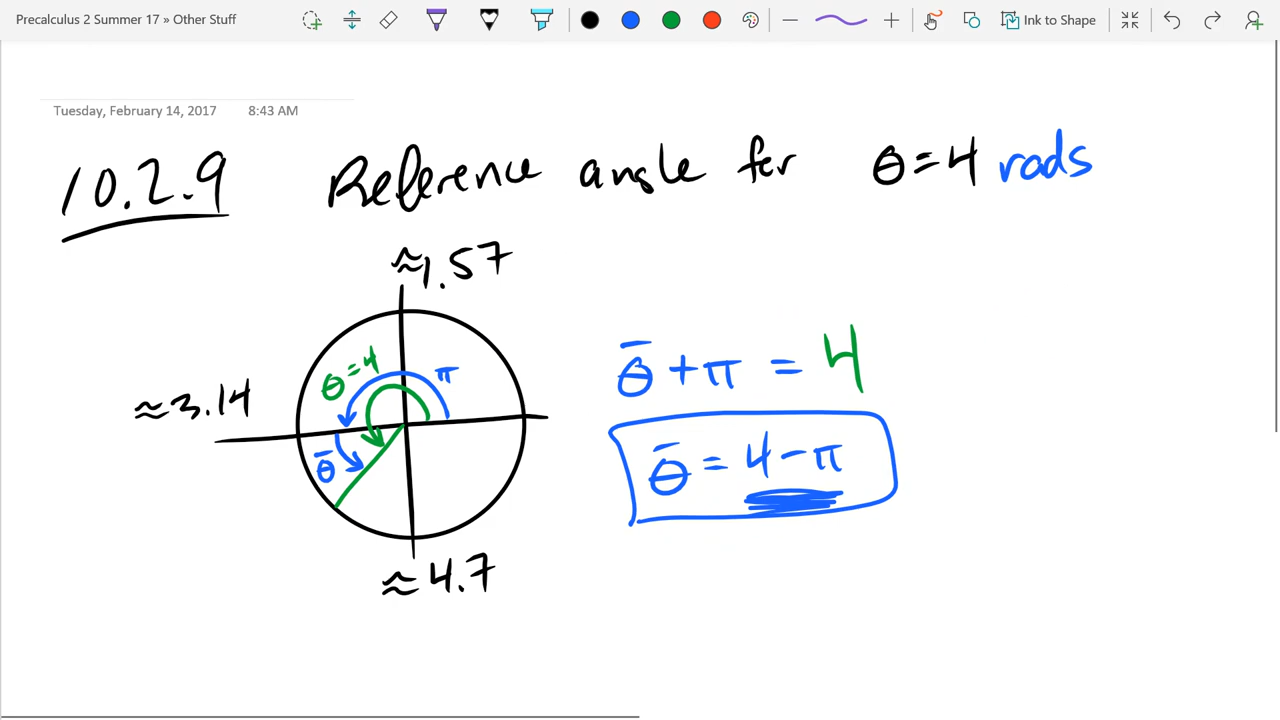 Precalculus 2 Summer 17 » Other Stuff
Ink to Shape
Tuesday, February 14, 2017 8:43 AM
10.2.9 Reference angle for θ=4 rads
≈1.57
θ=4
π
≈3.14
θ̄
≈4.7
θ̄ + π = 4
θ̄ = 4 - π